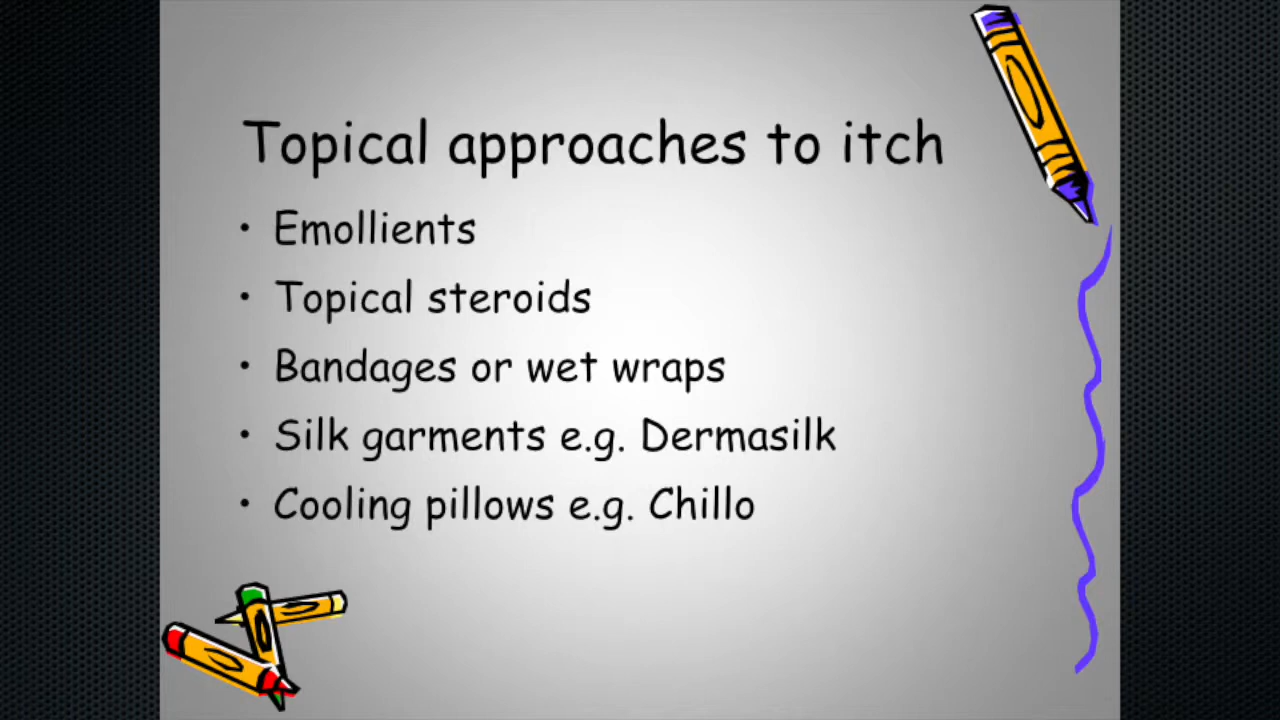 Topical approaches to itch
• Emollients
• Topical steroids
• Bandages or wet wraps
• Silk garments e.g. Dermasilk
• Cooling pillows e.g. Chillo